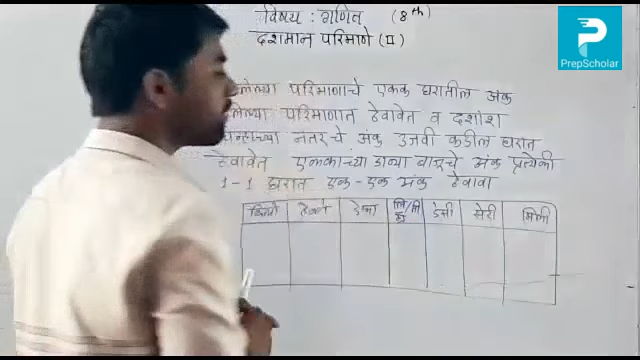 विषय : गणित (8th)
दशमान परिमाणे (II)
PrepScholar
लेल्या परिमाणाचे एकक घरातील अंक
लेल्या परिमाणात ठेवावेत व दशांश
नंतरचे अंक उजवी कडील घरात
ठेवावेत एककांच्या डाव्या बाजूचे अंक प्रत्येकी
1-1 घरात एक-एक अंक ठेवावा
किलो हेक्टो डेका डेसी सेंटी मिली